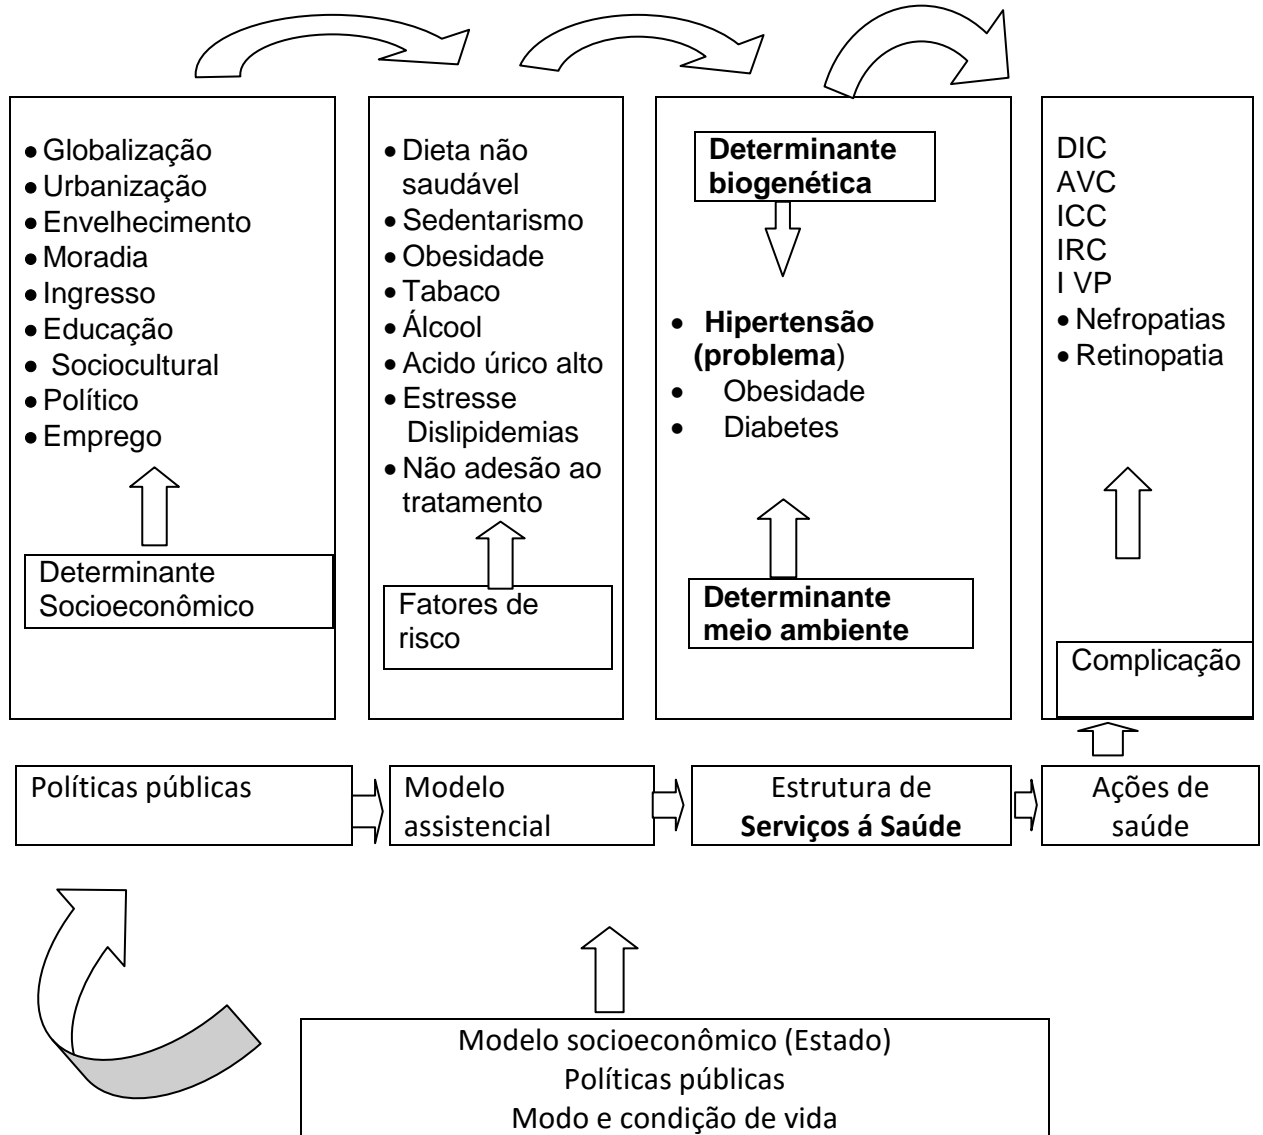 • Globalização
• Urbanização
• Envelhecimento
• Moradia
• Ingresso
• Educação
• Sociocultural
• Político
• Emprego
Determinante
Socioeconômico
• Dieta não
saudável
• Sedentarismo
• Obesidade
• Tabaco
• Álcool
• Acido úrico alto
• Estresse
Dislipidemias
• Não adesão ao
tratamento
Fatores de
risco
Determinante
biogenética
• Hipertensão
(problema)
• Obesidade
• Diabetes
Determinante
meio ambiente
DIC
AVC
ICC
IRC
I VP
• Nefropatias
• Retinopatia
Complicação
Políticas públicas
Modelo
assistencial
Estrutura de
Serviços á Saúde
Ações de
saúde
Modelo socioeconômico (Estado)
Políticas públicas
Modo e condição de vida